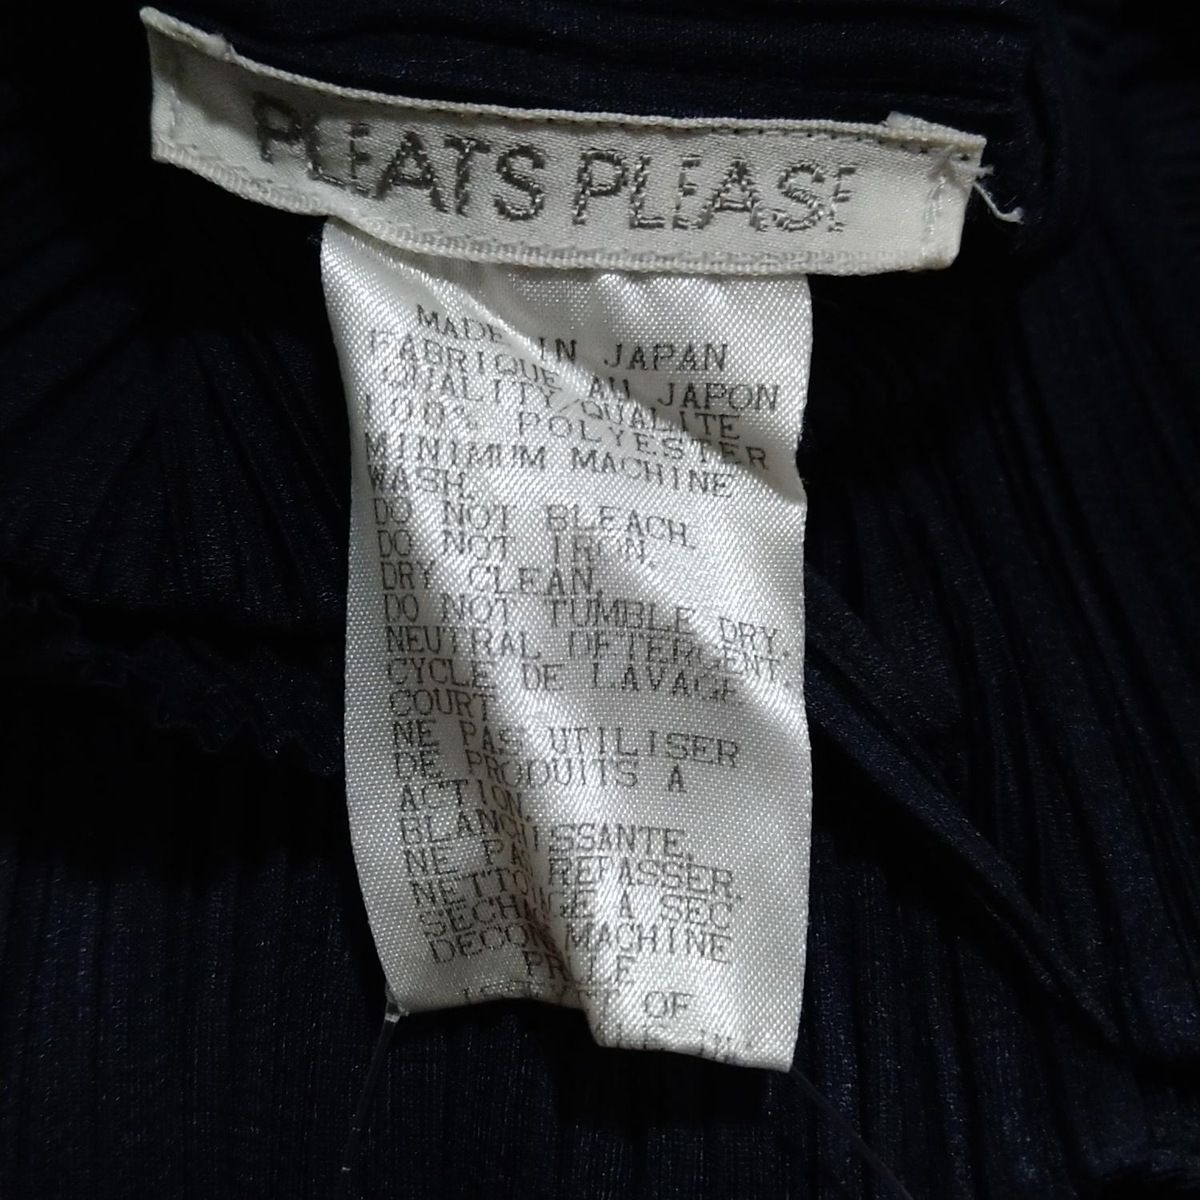 PLEATS PLEASE
MADE IN JAPAN
FABRIQUE AU JAPON
QUALITY/QUALITE
100% POLYESTER
MINIMUM MACHINE
WASH.
DO NOT BLEACH.
DO NOT IRON.
DRY CLEAN.
DO NOT TUMBLE DRY.
NEUTRAL DETERGENT.
CYCLE DE LAVAGE
COURT
NE PAS UTILISER
DE PRODUITS A
ACTION.
BLANCHISSANTE.
NE PAS REPASSER.
A SEC
MACHINE
OF